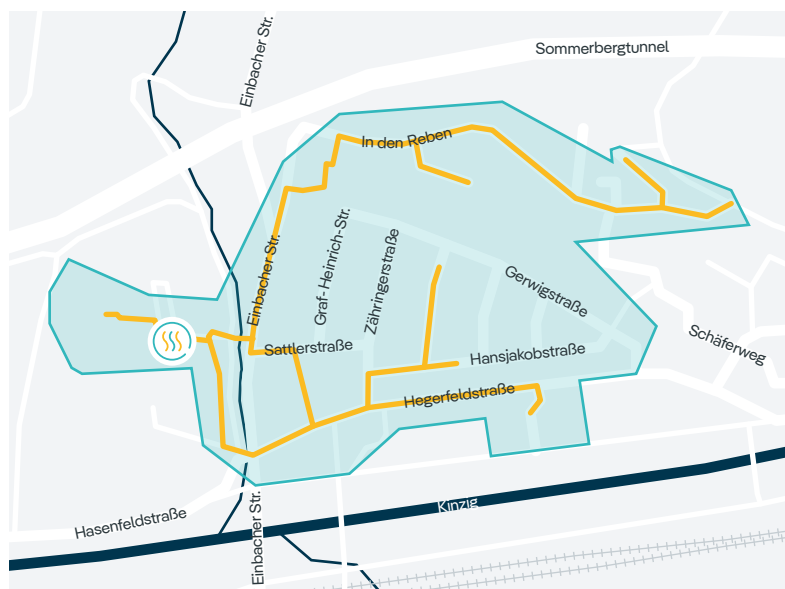 Einbacher Str.
Sommerbergtunnel
In den Reben
Einbacher Str.
Graf-Heinrich-Str.
Zähringerstraße
Gerwigstraße
Sattlerstraße
Hansjakobstraße
Schäferweg
Hegerfeldstraße
Hasenfeldstraße
Einbacher Str.
Kinzig